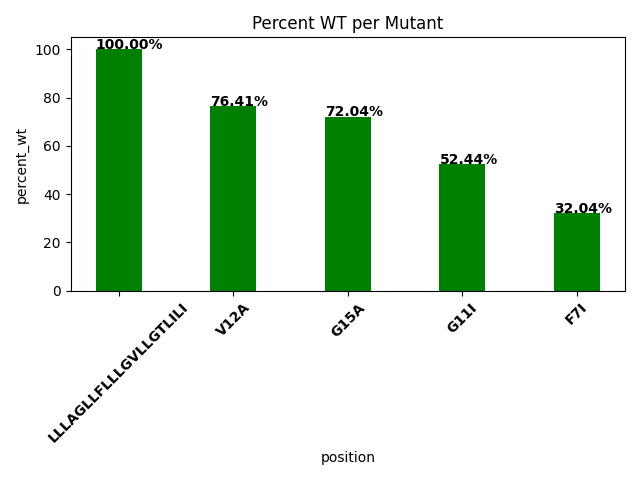 Percent WT per Mutant
100.00%
76.41%
72.04%
52.44%
32.04%
percent_wt
100
80
60
40
20
0
LLLAGLLFLLLGVLLGTLILI
V12A
G15A
G11I
F7I
position